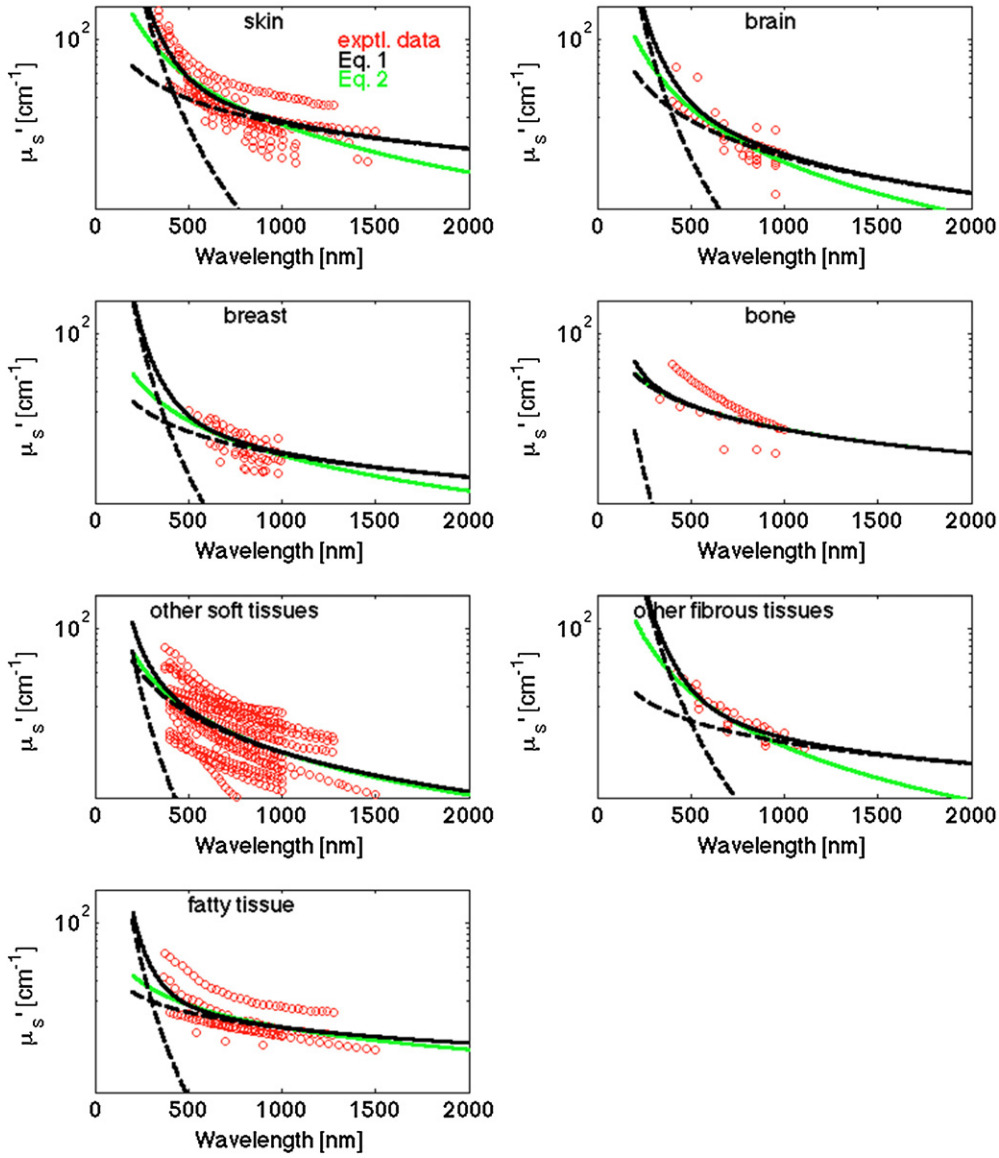 skin
exptl. data
Eq. 1
Eq. 2
10²
μs' [cm⁻¹]
0 500 1000 1500 2000
Wavelength [nm]
brain
10²
μs' [cm⁻¹]
0 500 1000 1500 2000
Wavelength [nm]
breast
10²
μs' [cm⁻¹]
0 500 1000 1500 2000
Wavelength [nm]
bone
10²
μs' [cm⁻¹]
0 500 1000 1500 2000
Wavelength [nm]
other soft tissues
10²
μs' [cm⁻¹]
0 500 1000 1500 2000
Wavelength [nm]
other fibrous tissues
10²
μs' [cm⁻¹]
0 500 1000 1500 2000
Wavelength [nm]
fatty tissue
10²
μs' [cm⁻¹]
0 500 1000 1500 2000
Wavelength [nm]